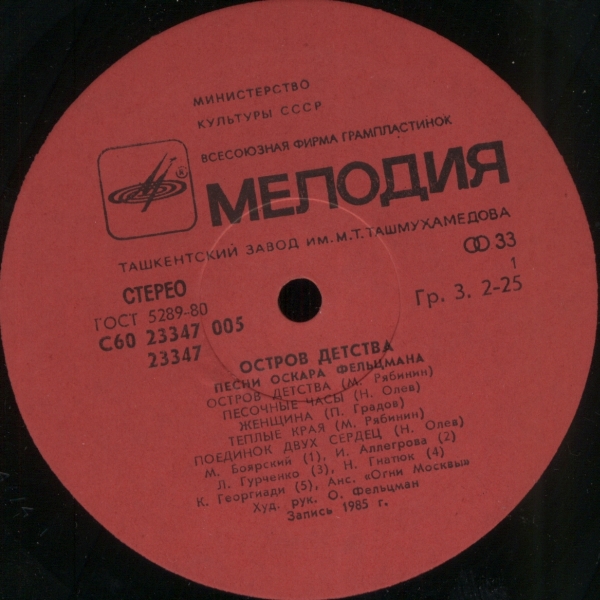 МИНИСТЕРСТВО
КУЛЬТУРЫ СССР
ВСЕСОЮЗНАЯ ФИРМА ГРАМПЛАСТИНОК
®
МЕЛОДИЯ
ТАШКЕНТСКИЙ ЗАВОД ИМ. М.Т. ТАШМУХАМЕДОВА
СТЕРЕО
33
ГОСТ 5289-80
1
С60 23347 005
Гр. 3. 2-25
23347
ОСТРОВ ДЕТСТВА
ПЕСНИ ОСКАРА ФЕЛЬЦМАНА
ОСТРОВ ДЕТСТВА (М. Рябинин)
ПЕСОЧНЫЕ ЧАСЫ (Н. Олев)
ЖЕНЩИНА (П. Градов)
ТЕПЛЫЕ КРАЯ (М. Рябинин)
ПОЕДИНОК ДВУХ СЕРДЕЦ (Н. Олев)
М. Боярский (1), И. Аллегрова (2)
Л. Гурченко (3), Н. Гнатюк (4)
К. Георгиади (5), Анс. «Огни Москвы»
Худ. рук. О. Фельцман
Запись 1985 г.